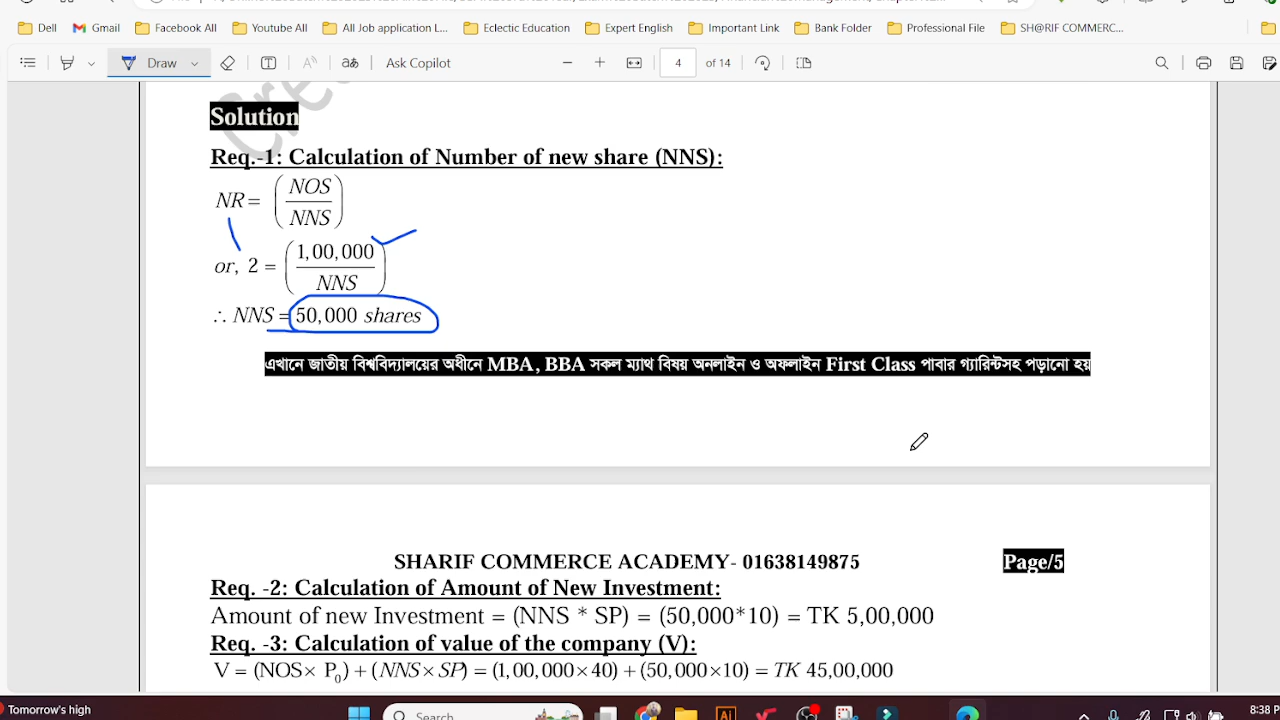 Dell Gmail Facebook All Youtube All All Job application L... Eclectic Education Expert English Important Link Bank Folder Professional File SH@RIF COMMERC...
Draw Ask Copilot 4 of 14
Solution
Req.-1: Calculation of Number of new share (NNS):
NR = (NOS/NNS)
or, 2 = (1,00,000/NNS)
∴ NNS = 50,000 shares
এখানে জাতীয় বিশ্ববিদ্যালয়ের অধীনে MBA, BBA সকল ম্যাথ বিষয় অনলাইন ও অফলাইন First Class পাবার গ্যারিন্টসহ পড়ানো হয়
SHARIF COMMERCE ACADEMY- 01638149875 Page/5
Req. -2: Calculation of Amount of New Investment:
Amount of new Investment = (NNS * SP) = (50,000*10) = TK 5,00,000
Req. -3: Calculation of value of the company (V):
V = (NOS× P₀) + (NNS×SP) = (1,00,000×40) + (50,000×10) = TK 45,00,000
Tomorrow's high Search 8:38 P